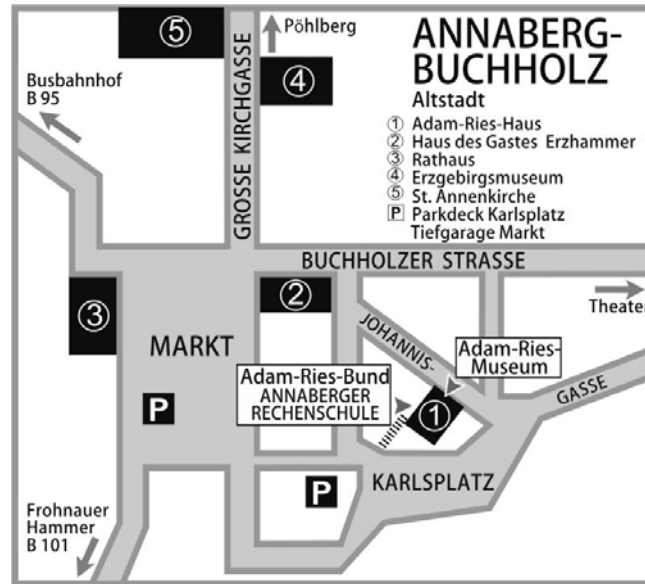 ANNABERG-
BUCHHOLZ
Altstadt
① Adam-Ries-Haus
② Haus des Gastes Erzhammer
③ Rathaus
④ Erzgebirgsmuseum
⑤ St. Annenkirche
P Parkdeck Karlsplatz
Tiefgarage Markt
⑤
Pöhlberg
④
Busbahnhof
B 95
GROSSE KIRCHGASSE
BUCHHOLZER STRASSE
②
③
Theater
MARKT
JOHANNIS-
GASSE
Adam-Ries-
Museum
Adam-Ries-Bund
ANNABERGER
RECHENSCHULE
①
P
KARLSPLATZ
P
Frohnauer
Hammer
B 101